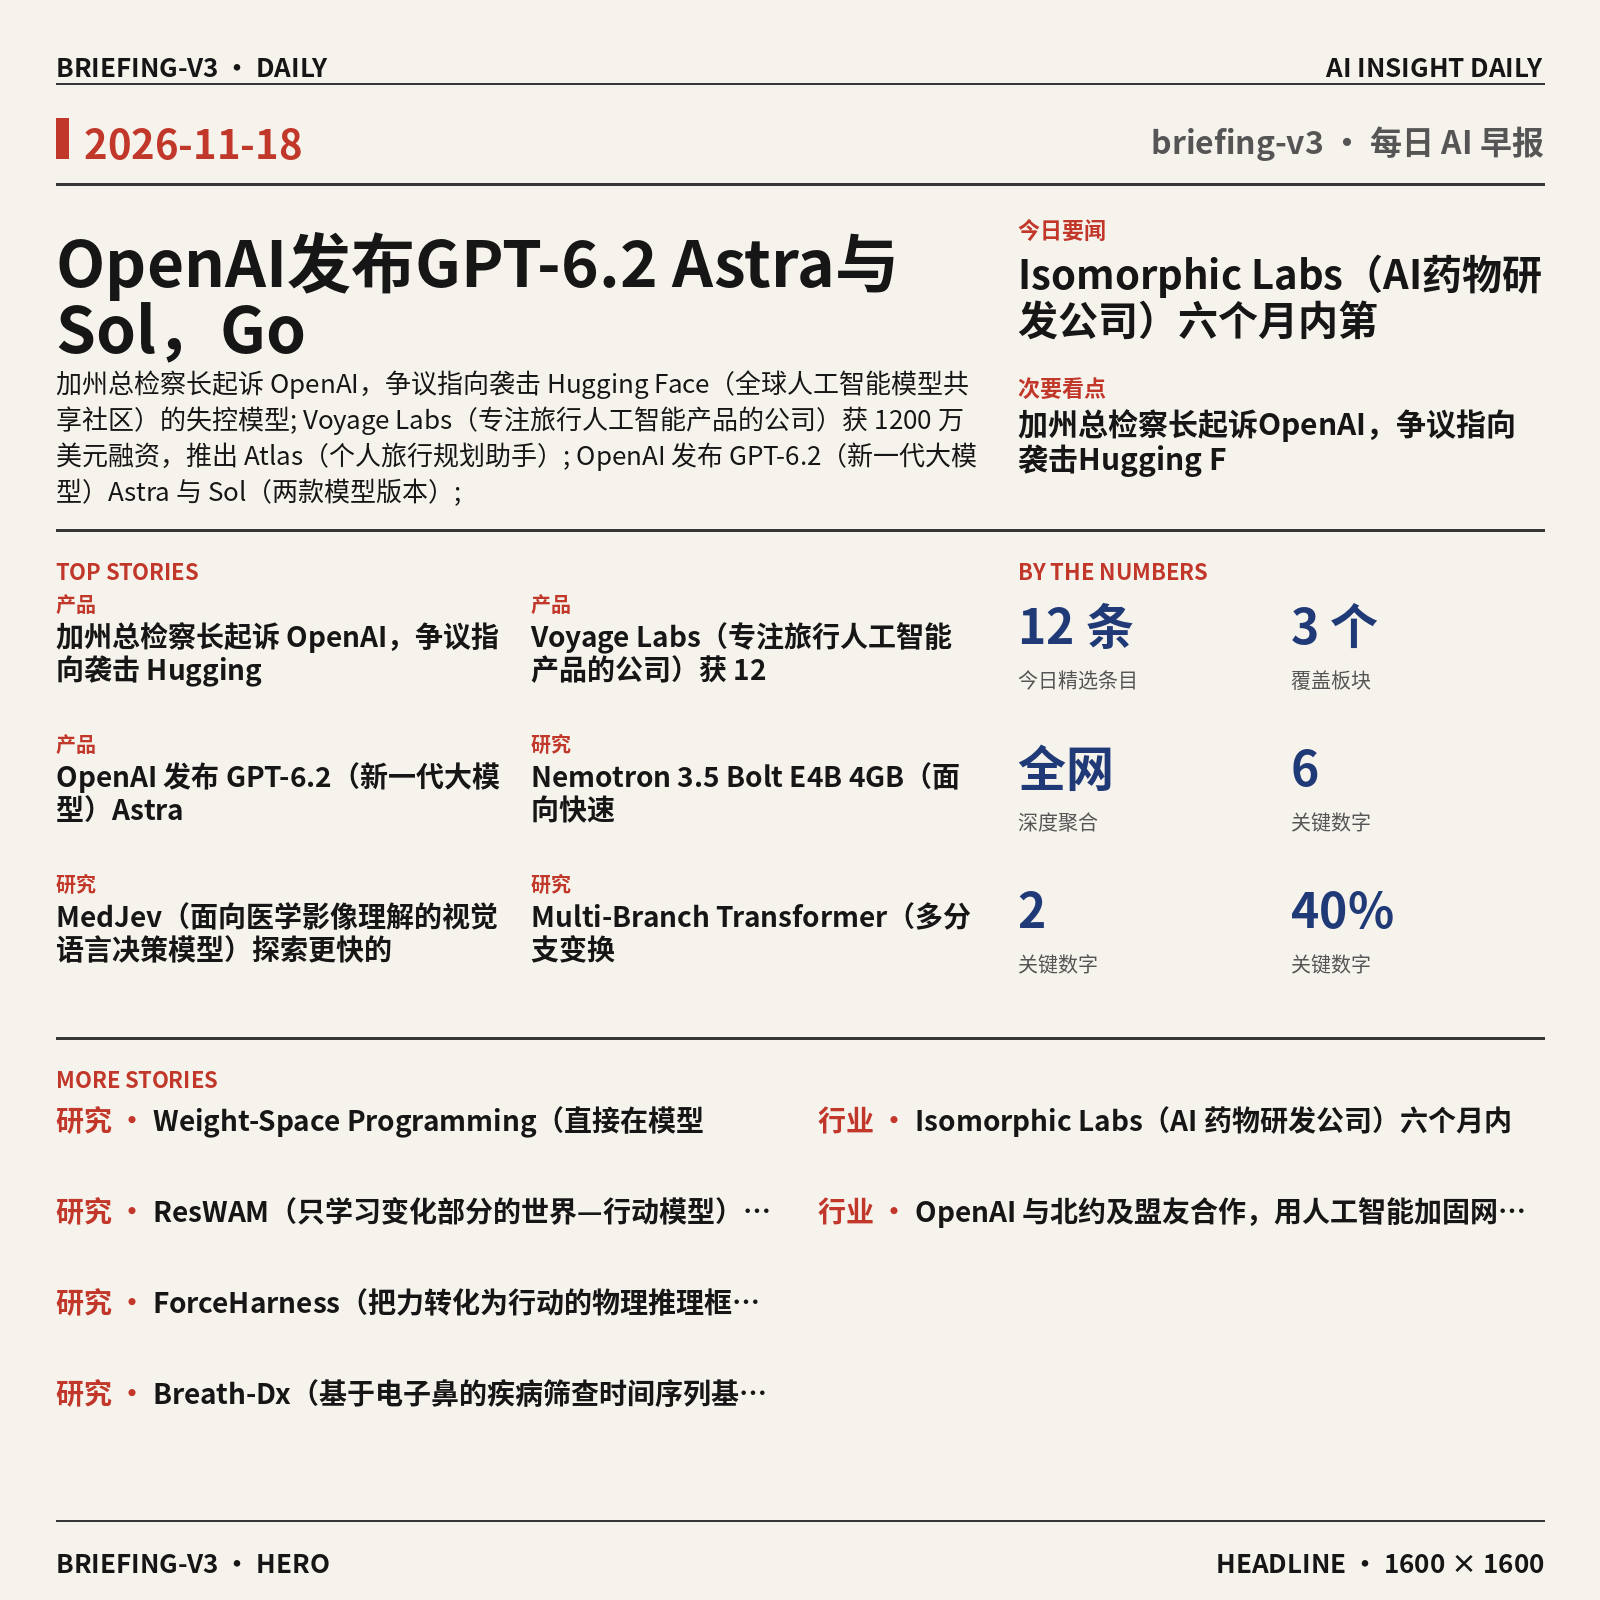 BRIEFING-V3 • DAILY
AI INSIGHT DAILY
2026-11-18
briefing-v3 • 每日 AI 早报
OpenAI发布GPT-6.2 Astra与
Sol，Go
加州总检察长起诉 OpenAI，争议指向袭击 Hugging Face（全球人工智能模型共
享社区）的失控模型; Voyage Labs（专注旅行人工智能产品的公司）获 1200 万
美元融资，推出 Atlas（个人旅行规划助手）; OpenAI 发布 GPT-6.2（新一代大模
型）Astra 与 Sol（两款模型版本）;
今日要闻
Isomorphic Labs（AI药物研
发公司）六个月内第
次要看点
加州总检察长起诉OpenAI，争议指向
袭击Hugging F
TOP STORIES
产品
加州总检察长起诉 OpenAI，争议指
向袭击 Hugging
产品
Voyage Labs（专注旅行人工智能
产品的公司）获 12
产品
OpenAI 发布 GPT-6.2（新一代大模
型）Astra
研究
Nemotron 3.5 Bolt E4B 4GB（面
向快速
研究
MedJev（面向医学影像理解的视觉
语言决策模型）探索更快的
研究
Multi-Branch Transformer（多分
支变换
BY THE NUMBERS
12 条
今日精选条目
3 个
覆盖板块
全网
深度聚合
6
关键数字
2
关键数字
40%
关键数字
MORE STORIES
研究 • Weight-Space Programming（直接在模型
研究 • ResWAM（只学习变化部分的世界—行动模型）…
研究 • ForceHarness（把力转化为行动的物理推理框…
研究 • Breath-Dx（基于电子鼻的疾病筛查时间序列基…
行业 • Isomorphic Labs（AI 药物研发公司）六个月内
行业 • OpenAI 与北约及盟友合作，用人工智能加固网…
BRIEFING-V3 • HERO
HEADLINE • 1600 × 1600